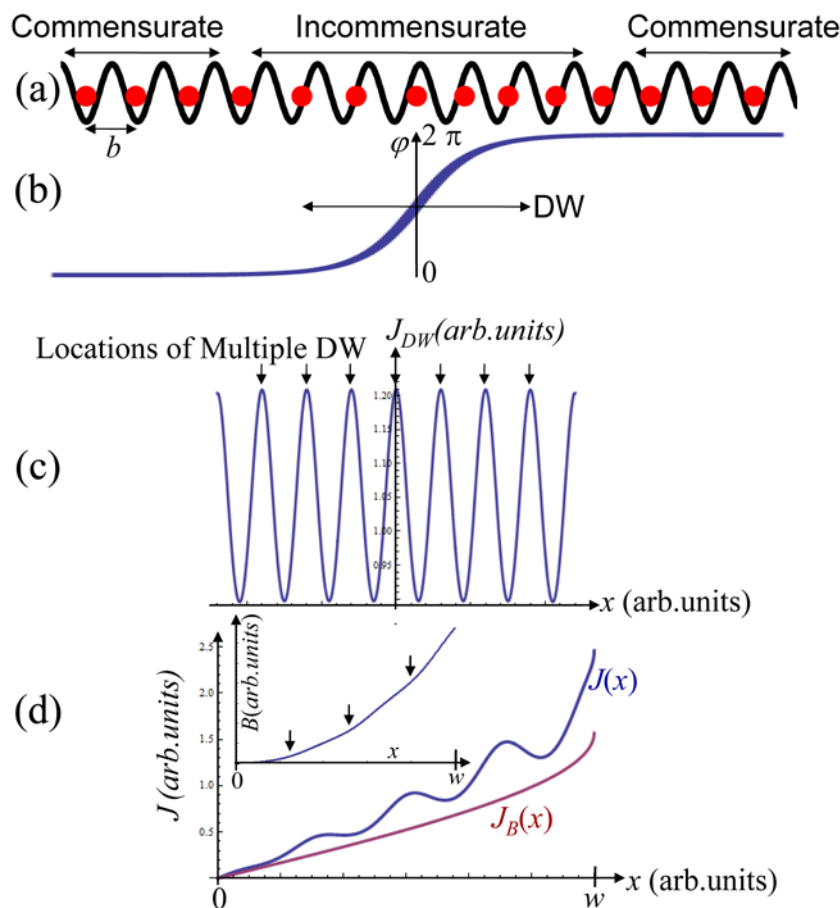 Commensurate Incommensurate Commensurate
(a)
b
φ 2 π
(b)
DW
0
J_DW(arb.units)
Locations of Multiple DW
1.20
1.15
(c)
1.10
1.05
1.00
0.95
x (arb.units)
B(arb.units)
2.5
J(x)
2.0
(d)
J (arb.units)
x
0
w
1.5
1.0
J_B(x)
0.5
0
w
x (arb.units)